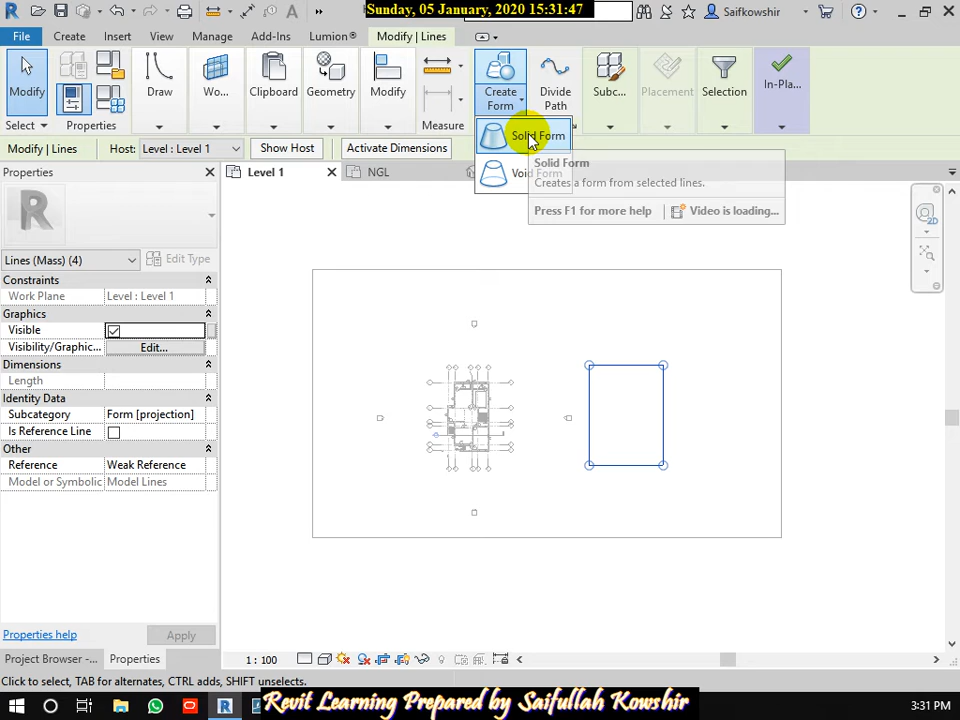 Sunday, 05 January, 2020 15:31:47
Saifkowshir
File
Create
Insert
View
Manage
Add-Ins
Lumion®
Modify | Lines
Modify
Draw
Wo...
Clipboard
Geometry
Modify
Create Form
Divide Path
Subc...
Placement
Selection
In-Pla...
Select
Properties
Measure
Solid Form
Void Form
Modify | Lines
Host:
Level : Level 1
Show Host
Activate Dimensions
Solid Form
Creates a form from selected lines.
Press F1 for more help
Video is loading...
Level 1
NGL
2D
R
Lines (Mass) (4)
Edit Type
Constraints
Work Plane
Level : Level 1
Graphics
Visible
Visibility/Graphic...
Edit...
Dimensions
Length
Identity Data
Subcategory
Form [projection]
Is Reference Line
Other
Reference
Weak Reference
Model or Symbolic
Model Lines
Properties help
Apply
Project Browser -...
Properties
1 : 100
Click to select, TAB for alternates, CTRL adds, SHIFT unselects.
Revit Learning Prepared by Saifullah Kowshir
3:31 PM